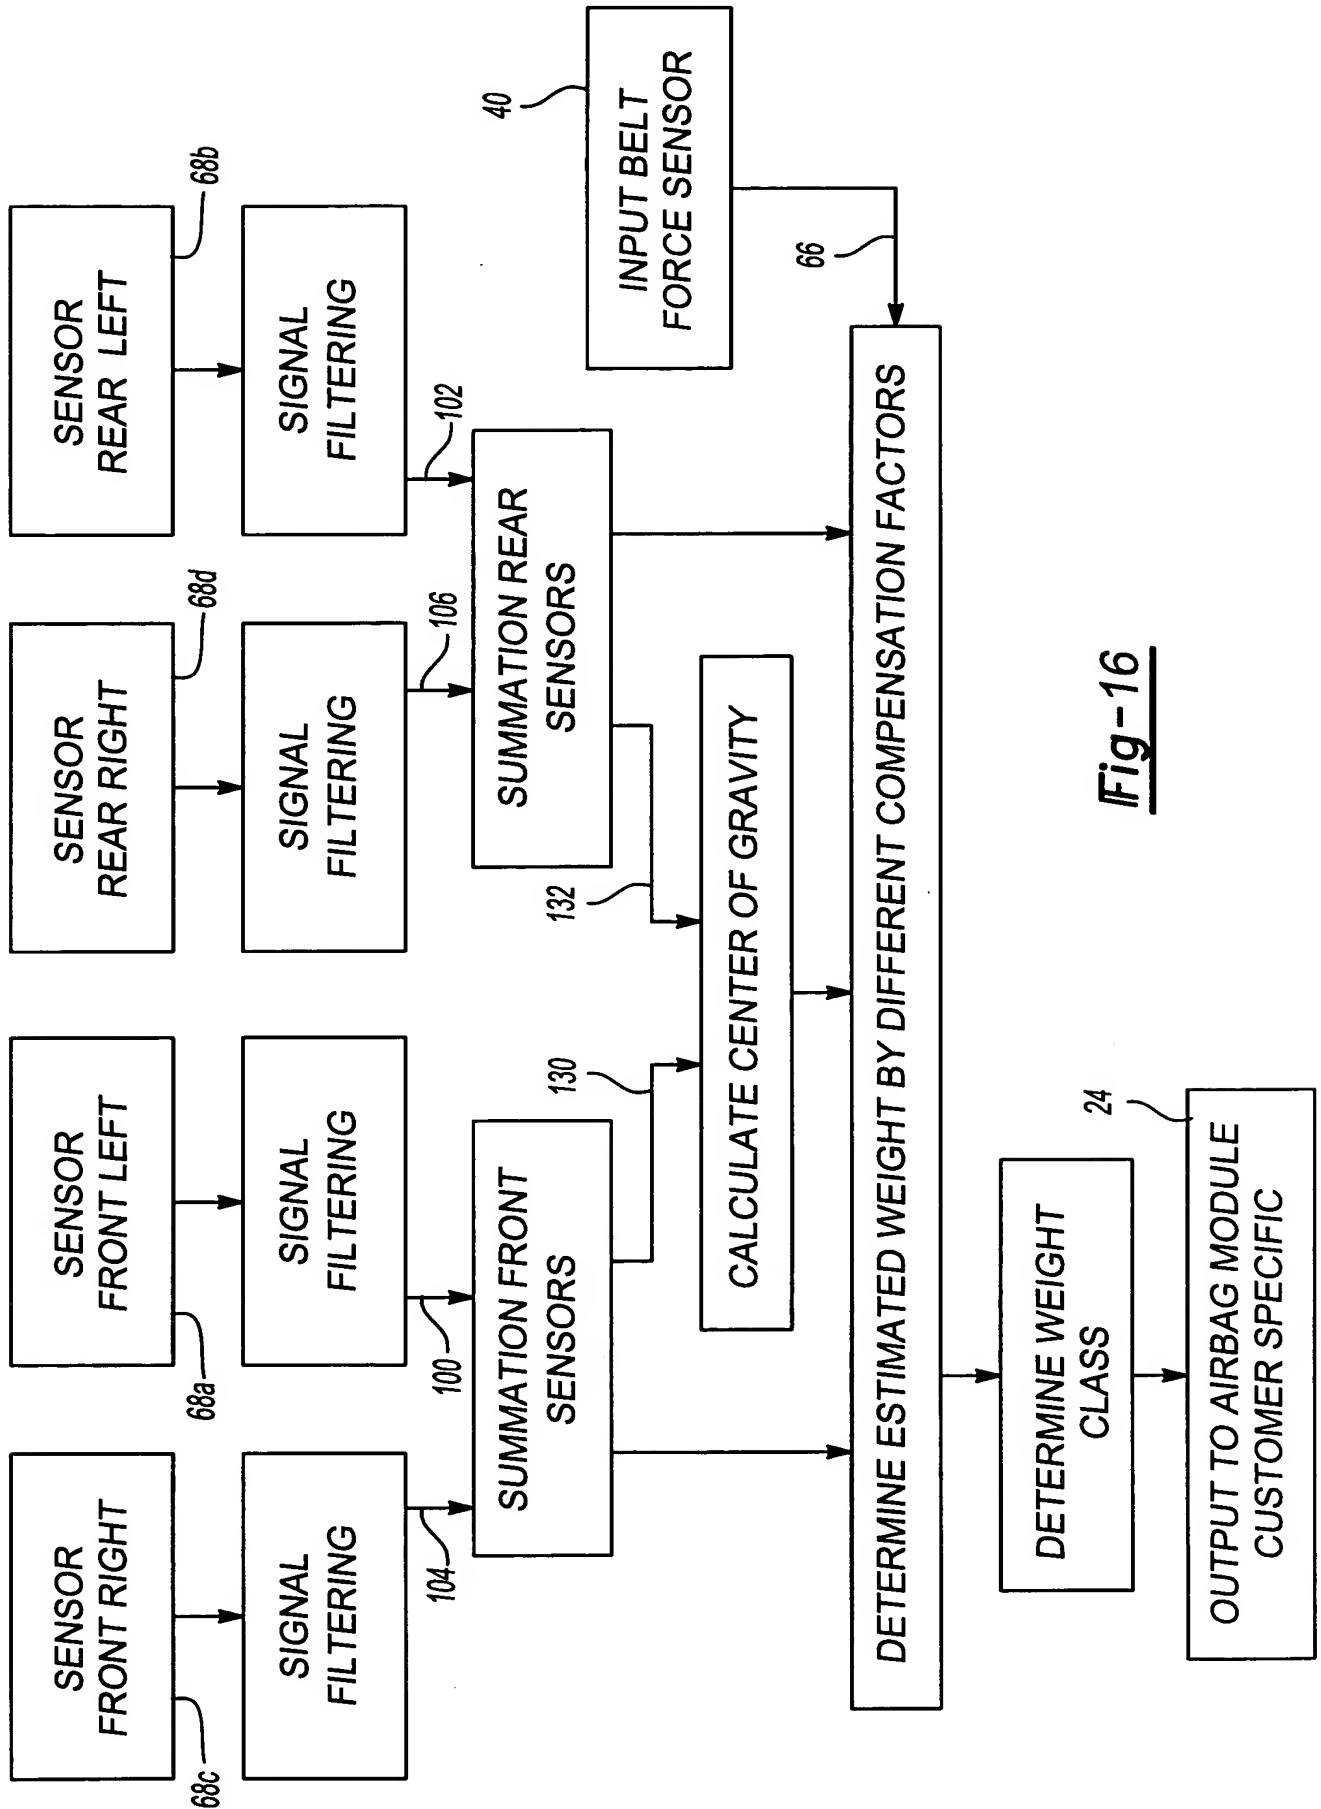 SENSOR
FRONT RIGHT
68c
SENSOR
FRONT LEFT
68a
SENSOR
REAR RIGHT
68d
SENSOR
REAR LEFT
68b
SIGNAL
FILTERING
SIGNAL
FILTERING
SIGNAL
FILTERING
SIGNAL
FILTERING
104
100
106
102
SUMMATION FRONT
SENSORS
SUMMATION REAR
SENSORS
40
INPUT BELT
FORCE SENSOR
130
132
66
CALCULATE CENTER OF GRAVITY
DETERMINE ESTIMATED WEIGHT BY DIFFERENT COMPENSATION FACTORS
DETERMINE WEIGHT
CLASS
24
OUTPUT TO AIRBAG MODULE
CUSTOMER SPECIFIC
Fig-16